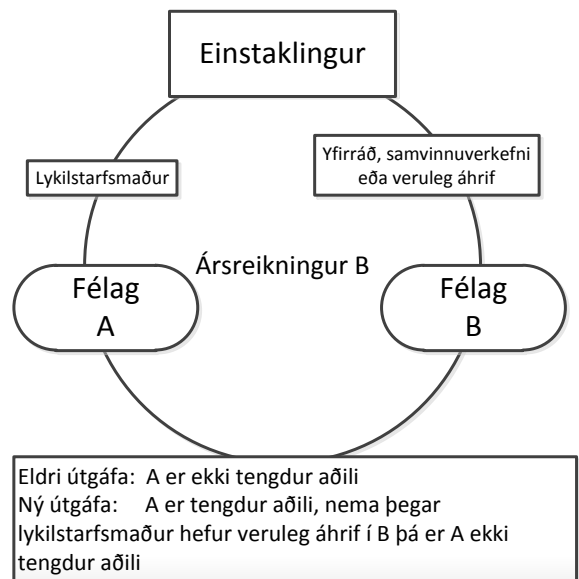 Einstaklingur
Lykilstarfsmaður
Yfirráð, samvinnuverkefni
eða veruleg áhrif
Ársreikningur B
Félag
A
Félag
B
Eldri útgáfa: A er ekki tengdur aðili
Ný útgáfa: A er tengdur aðili, nema þegar
lykilstarfsmaður hefur veruleg áhrif í B þá er A ekki
tengdur aðili